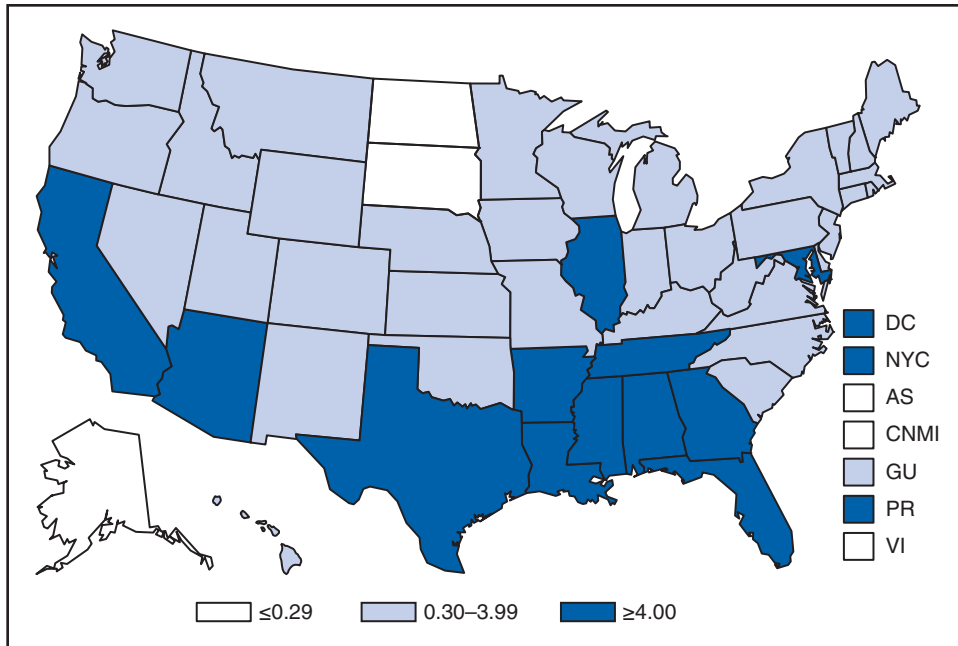 DC
NYC
AS
CNMI
GU
PR
VI
≤0.29 0.30–3.99 ≥4.00